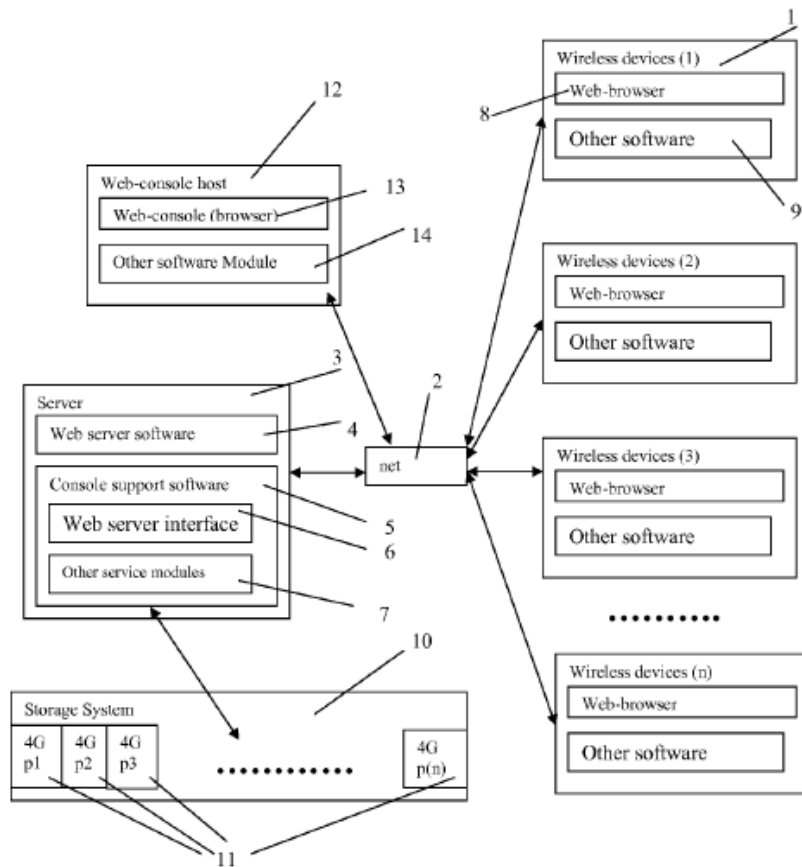 1
Wireless devices (1)
Web-browser
8
Other software
9
12
Web-console host
13
Web-console (browser)
14
Other software Module
Wireless devices (2)
Web-browser
Other software
3
Server
Web server software
4
Console support software
5
Web server interface
6
Other service modules
7
2
net
Wireless devices (3)
Web-browser
Other software
10
Storage System
4G
p1
4G
p2
4G
p3
4G
p(n)
11
Wireless devices (n)
Web-browser
Other software